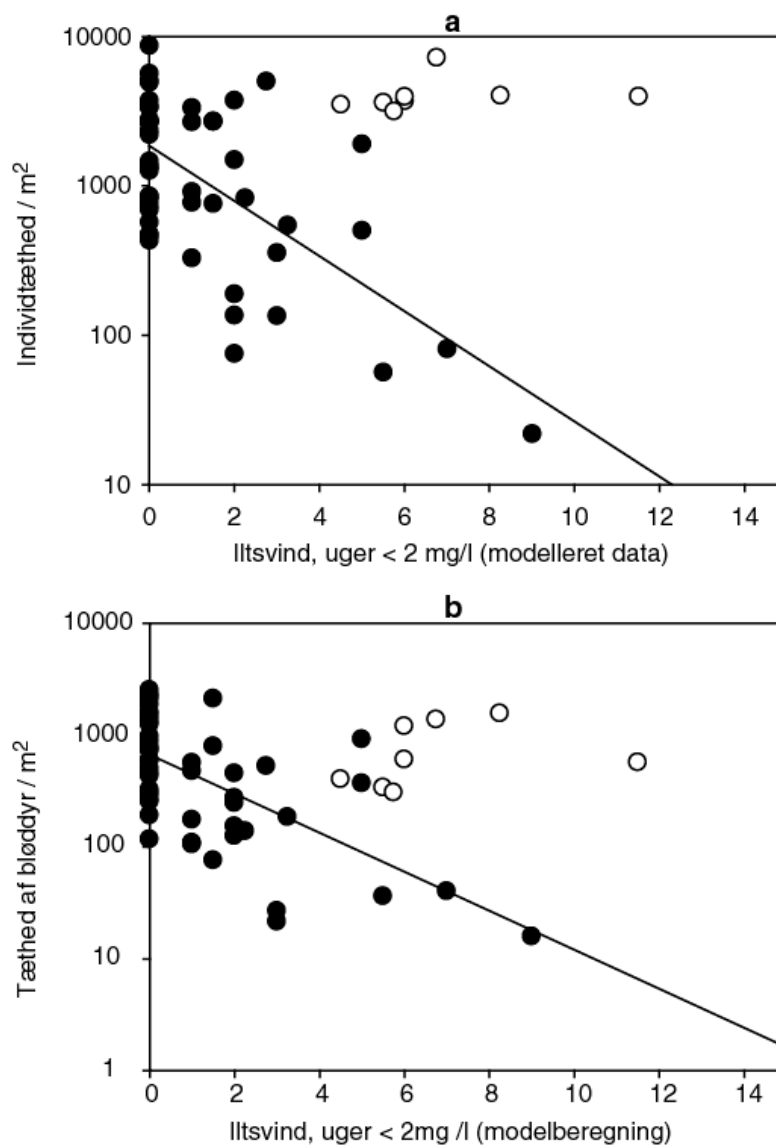 a
10000
1000
100
10
Individtæthed / m2
0 2 4 6 8 10 12 14
Iltsvind, uger < 2 mg/l (modelleret data)
b
10000
1000
100
10
1
Tæthed af bløddyr / m2
0 2 4 6 8 10 12 14
Iltsvind, uger < 2mg /l (modelberegning)